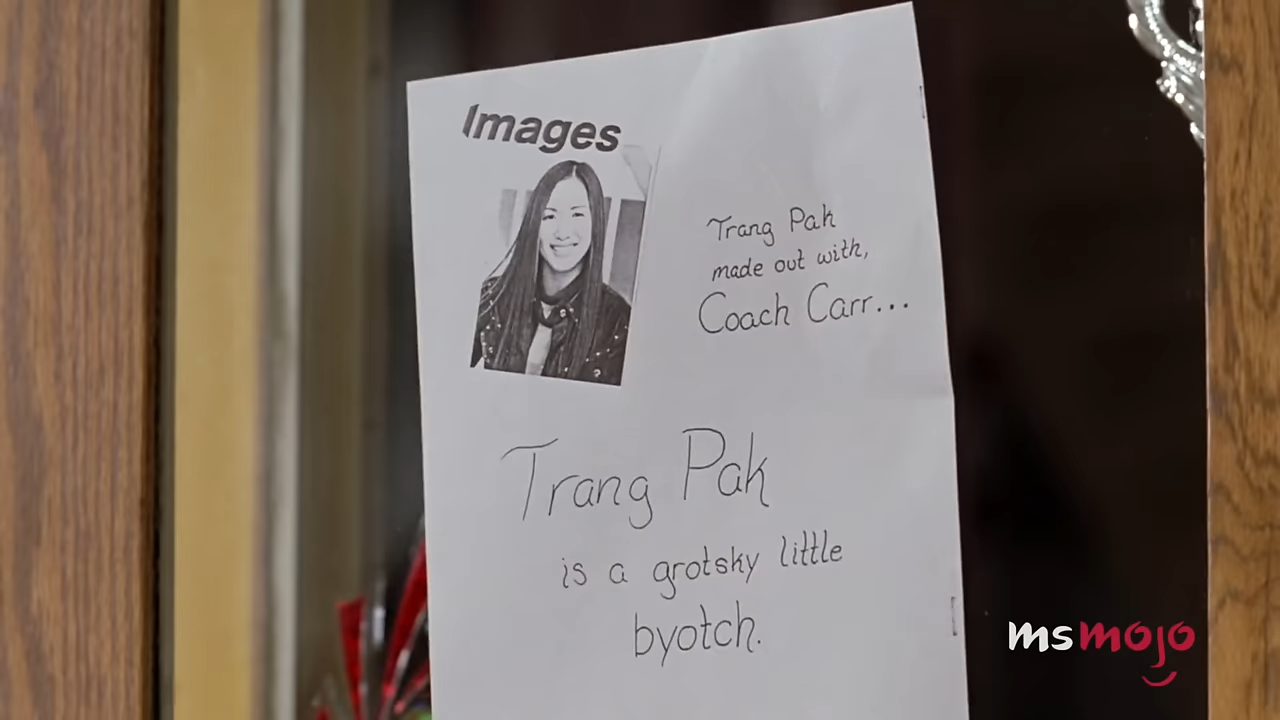 Images
Trang Pak
made out with,
Coach Carr...
Trang Pak
is a grotsky little
byotch.
msmojo